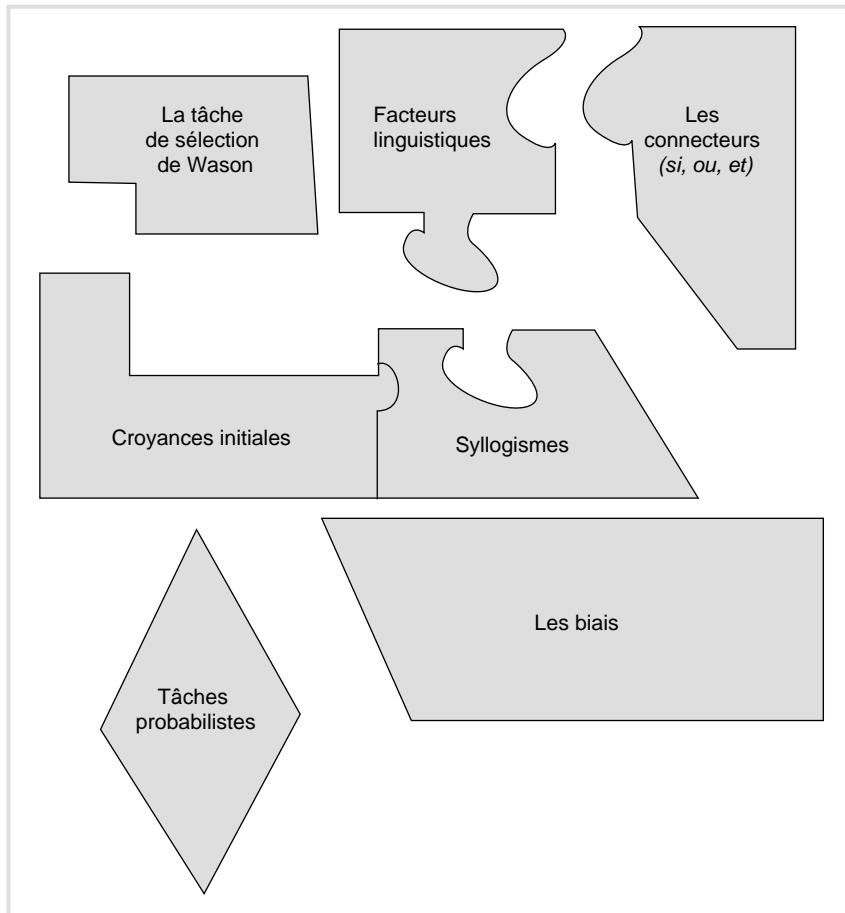 La tâche
de sélection
de Wason
Facteurs
linguistiques
Les
connecteurs
(si, ou, et)
Croyances initiales
Syllogismes
Les biais
Tâches
probabilistes